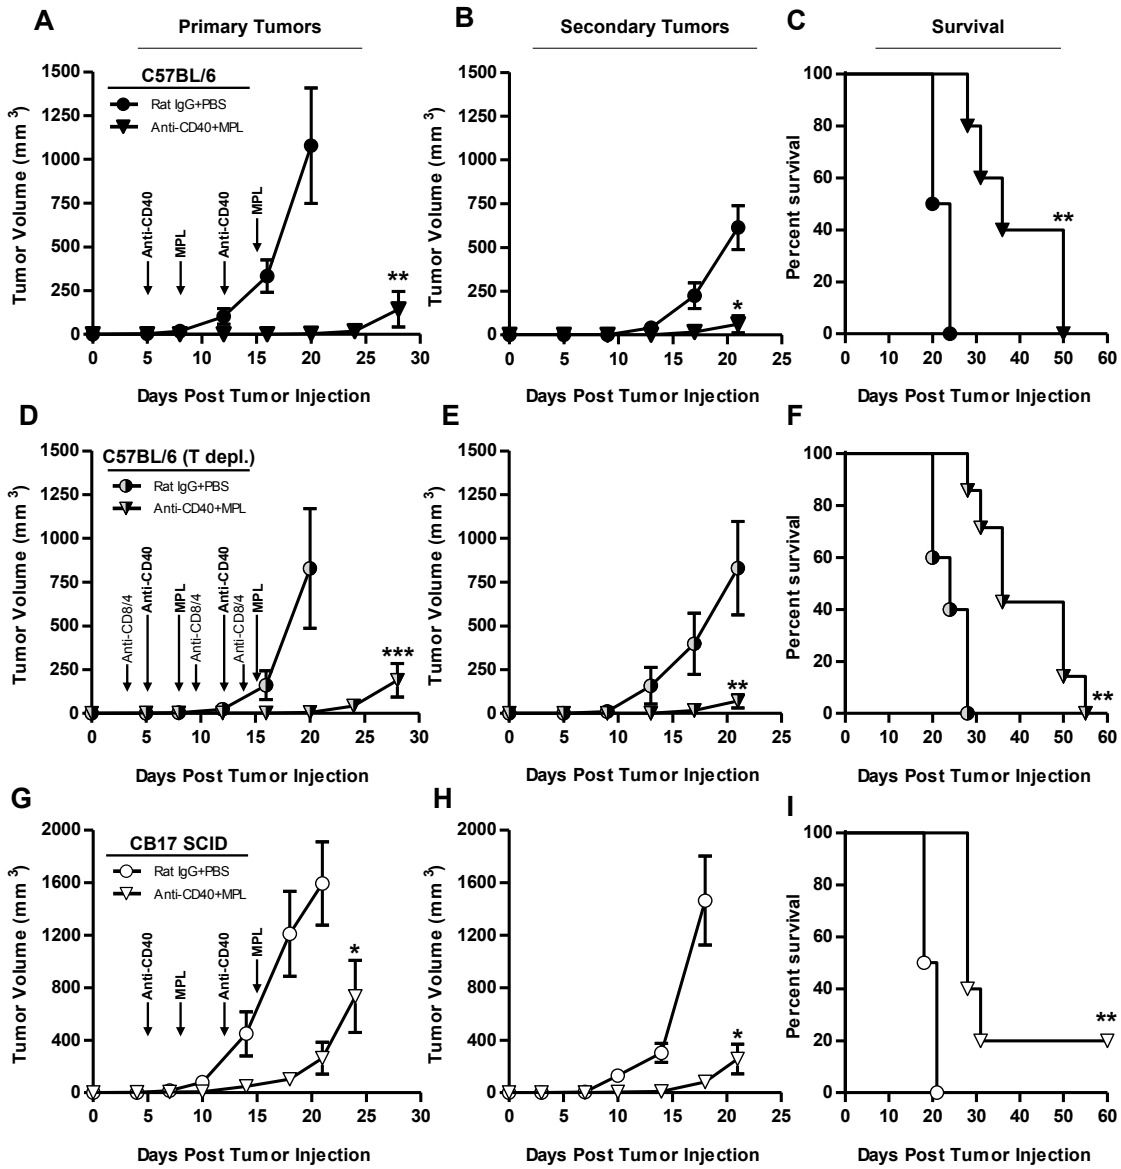 A
Primary Tumors
B
Secondary Tumors
C
Survival
C57BL/6
Rat IgG+PBS
Anti-CD40+MPL
Tumor Volume (mm 3)
1500
1250
1000
750
500
250
0
Anti-CD40
MPL
Anti-CD40
MPL
**
0 5 10 15 20 25 30
Days Post Tumor Injection
Tumor Volume (mm 3)
1500
1250
1000
750
500
250
0
*
0 5 10 15 20 25
Days Post Tumor Injection
Percent survival
100
80
60
40
20
0
**
0 10 20 30 40 50 60
Days Post Tumor Injection
D
C57BL/6 (T depl.)
Rat IgG+PBS
Anti-CD40+MPL
Tumor Volume (mm 3)
1500
1250
1000
750
500
250
0
Anti-CD8/4
Anti-CD40
MPL
Anti-CD8/4
Anti-CD40
Anti-CD8/4
MPL
***
0 5 10 15 20 25 30
Days Post Tumor Injection
E
Tumor Volume (mm 3)
1500
1250
1000
750
500
250
0
**
0 5 10 15 20 25
Days Post Tumor Injection
F
Percent survival
100
80
60
40
20
0
**
0 10 20 30 40 50 60
Days Post Tumor Injection
G
CB17 SCID
Rat IgG+PBS
Anti-CD40+MPL
Tumor Volume (mm 3)
2000
1600
1200
800
400
0
Anti-CD40
MPL
Anti-CD40
MPL
*
0 5 10 15 20 25 30
Days Post Tumor Injection
H
Tumor Volume (mm 3)
2000
1600
1200
800
400
0
*
0 5 10 15 20 25
Days Post Tumor Injection
I
Percent survival
100
80
60
40
20
0
**
0 10 20 30 40 50 60
Days Post Tumor Injection